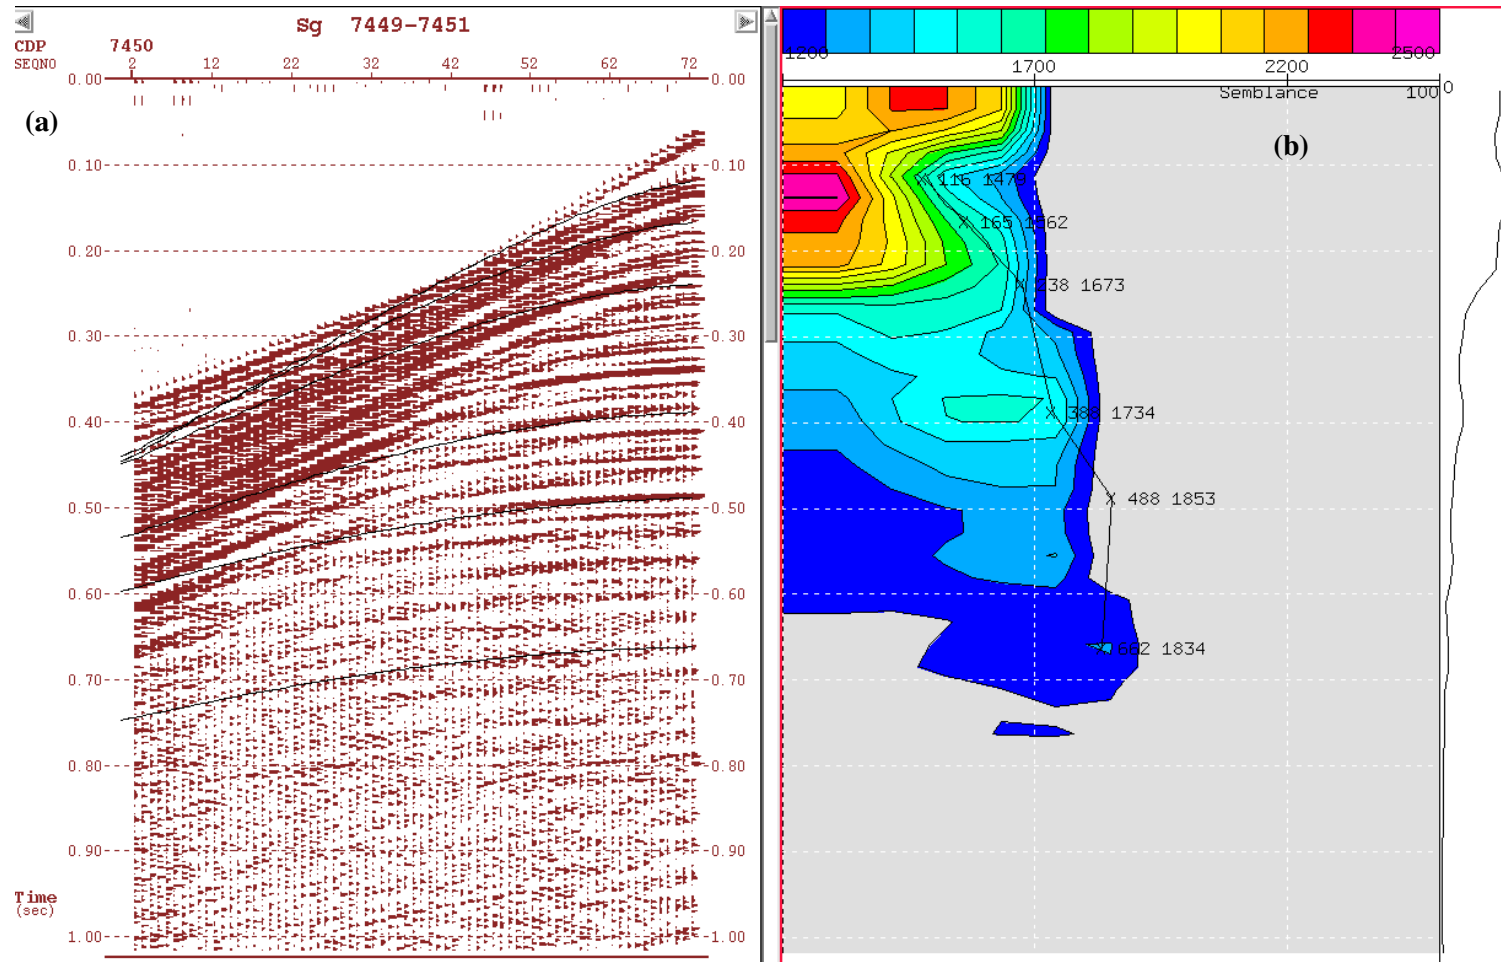 Sg 7449-7451
CDP 7450
SEQNO 2 12 22 32 42 52 62 72
0.00 0.00
(a)
0.10 0.10
0.20 0.20
0.30 0.30
0.40 0.40
0.50 0.50
0.60 0.60
0.70 0.70
0.80 0.80
0.90 0.90
Time
(sec)
1.00 1.00
1200 2500
1700 2200
Semblance 100 0
(b)
X 116 1479
X 165 1562
X 238 1673
X 388 1734
X 488 1853
X 662 1834